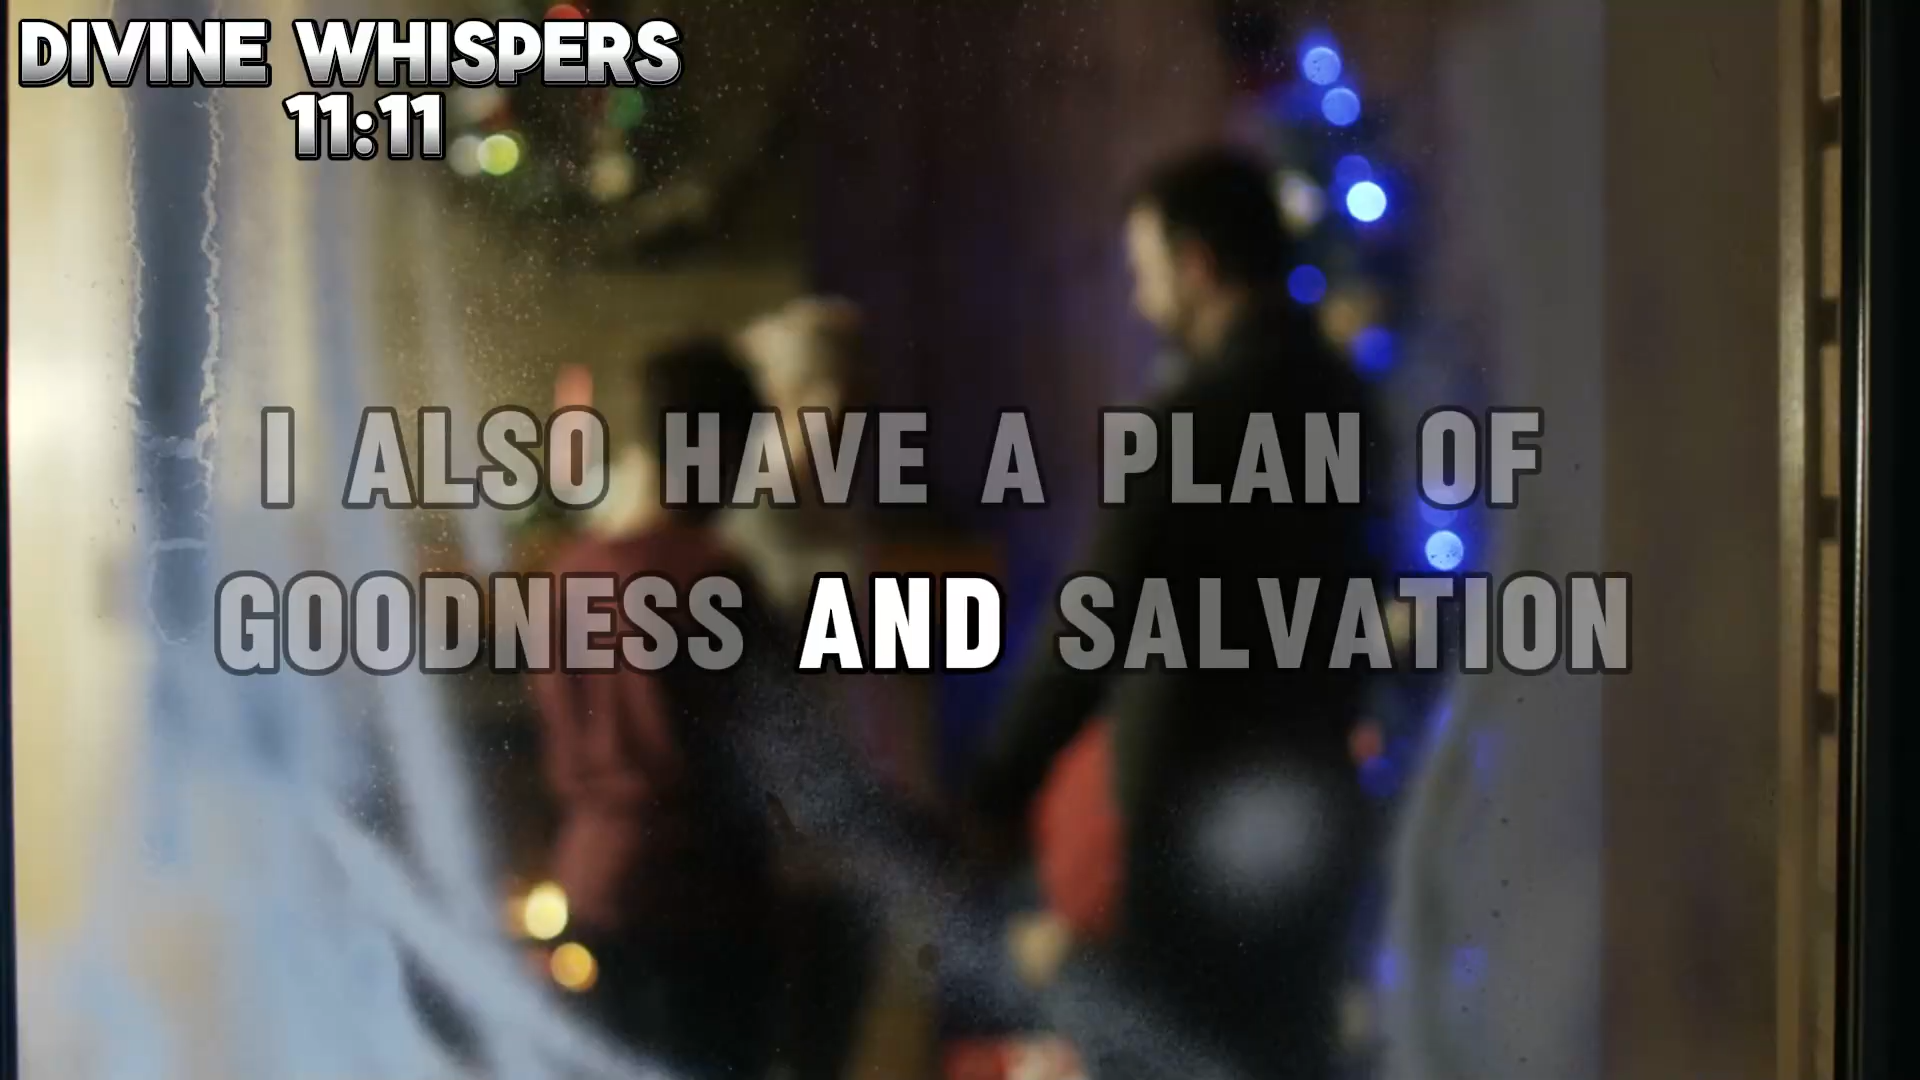 DIVINE WHISPERS
11:11
I ALSO HAVE A PLAN OF
GOODNESS AND SALVATION